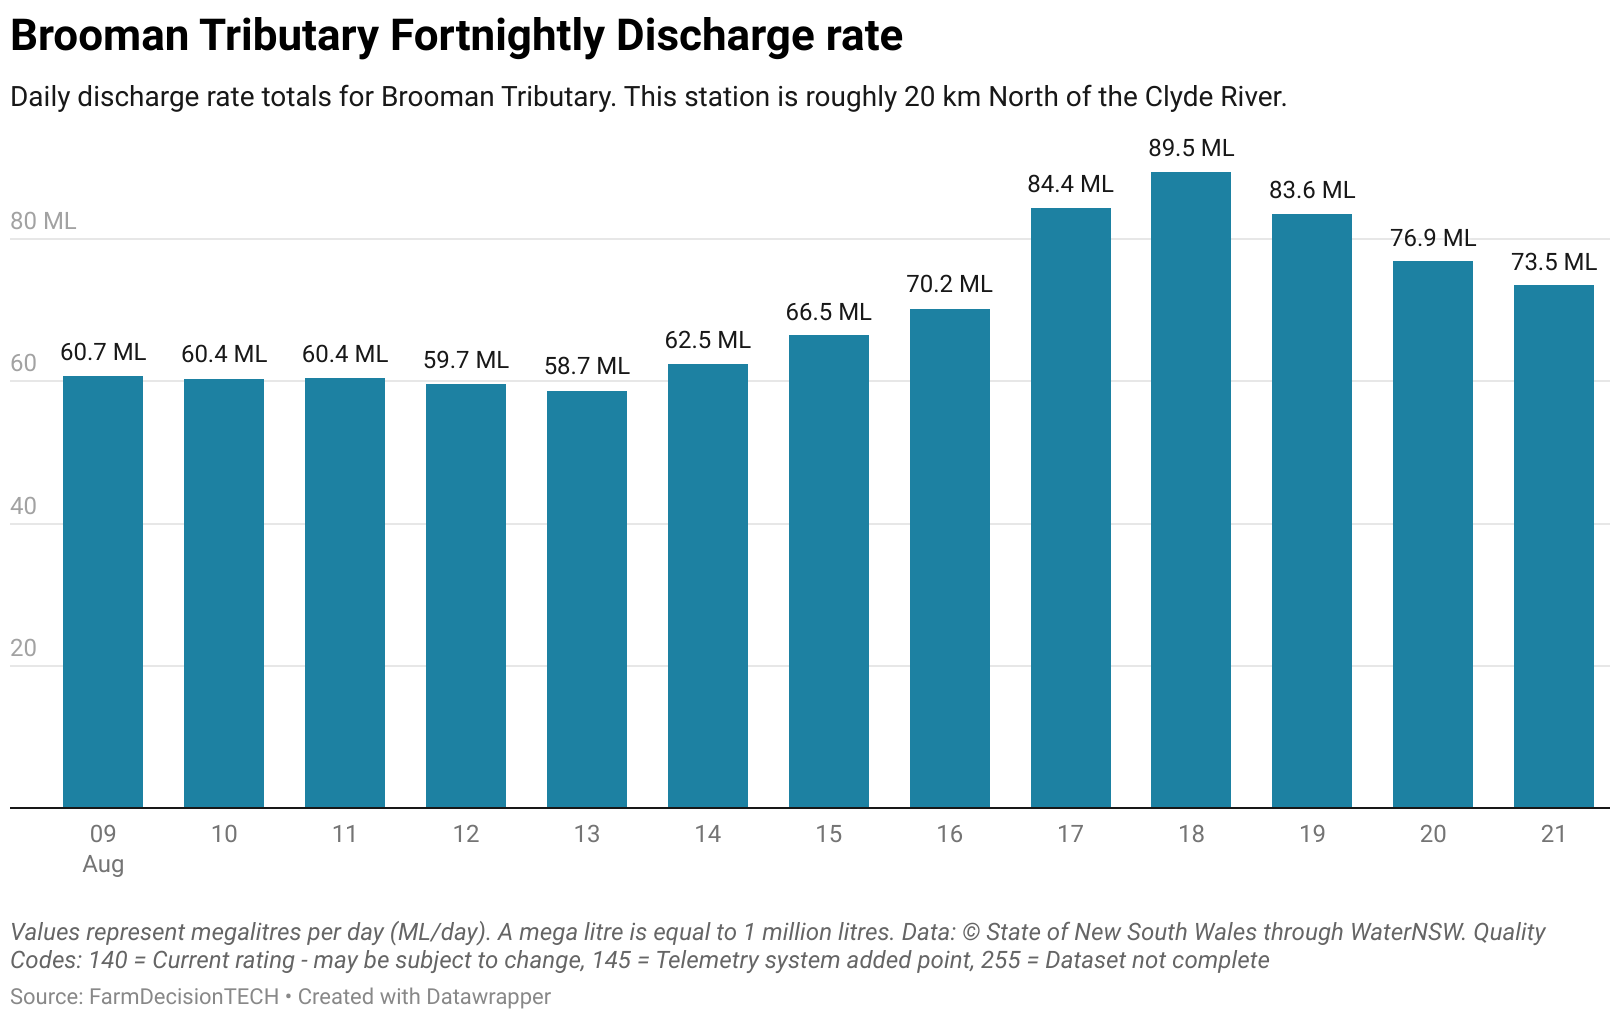 Brooman Tributary Fortnightly Discharge rate
Daily discharge rate totals for Brooman Tributary. This station is roughly 20 km North of the Clyde River.
89.5 ML
84.4 ML
83.6 ML
80 ML
76.9 ML
73.5 ML
70.2 ML
66.5 ML
62.5 ML
60.7 ML
60.4 ML
60.4 ML
59.7 ML
58.7 ML
60
40
20
09 10 11 12 13 14 15 16 17 18 19 20 21
Aug
Values represent megalitres per day (ML/day). A mega litre is equal to 1 million litres. Data: © State of New South Wales through WaterNSW. Quality
Codes: 140 = Current rating - may be subject to change, 145 = Telemetry system added point, 255 = Dataset not complete
Source: FarmDecisionTECH • Created with Datawrapper